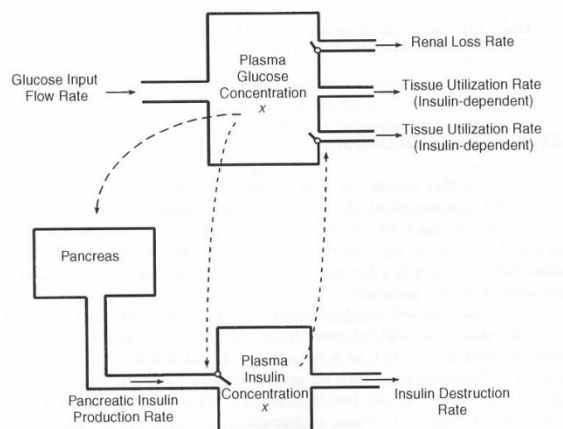 Renal Loss Rate
Glucose Input
Flow Rate
Plasma
Glucose
Concentration
x
Tissue Utilization Rate
(Insulin-dependent)
Tissue Utilization Rate
(Insulin-dependent)
Pancreas
Plasma
Insulin
Concentration
x
Pancreatic Insulin
Production Rate
Insulin Destruction
Rate